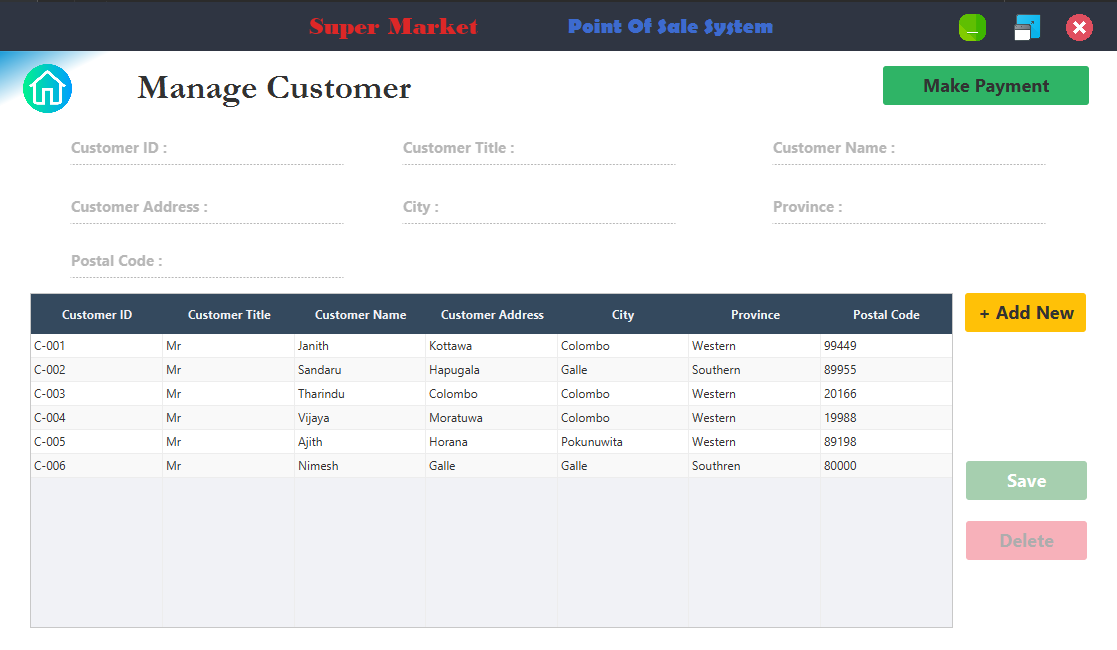 Super Market Point Of Sale System
Manage Customer Make Payment
Customer ID : Customer Title : Customer Name :
Customer Address : City : Province :
Postal Code :
Customer ID Customer Title Customer Name Customer Address City Province Postal Code
+ Add New
C-001 Mr Janith Kottawa Colombo Western 99449
C-002 Mr Sandaru Hapugala Galle Southern 89955
C-003 Mr Tharindu Colombo Colombo Western 20166
C-004 Mr Vijaya Moratuwa Colombo Western 19988
C-005 Mr Ajith Horana Pokunuwita Western 89198
C-006 Mr Nimesh Galle Galle Southren 80000
Save
Delete